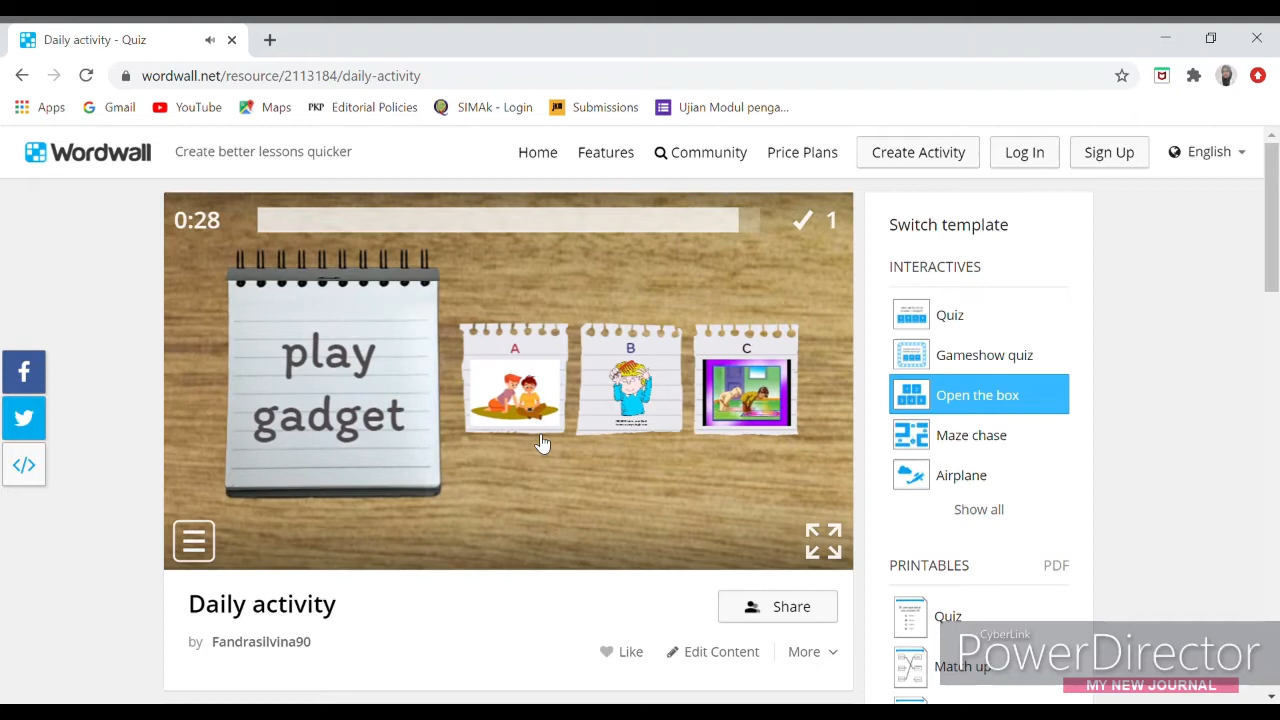 Daily activity - Quiz
wordwall.net/resource/2113184/daily-activity
Apps Gmail YouTube Maps PKP Editorial Policies SIMAk - Login Submissions Ujian Modul penga...
Wordwall Create better lessons quicker Home Features Community Price Plans Create Activity Log In Sign Up English
0:28 1
play
gadget
A B C
Daily activity
by Fandrasilvina90
Share
Like Edit Content More
Switch template
INTERACTIVES
Quiz
Gameshow quiz
Open the box
Maze chase
Airplane
Show all
PRINTABLES PDF
Quiz
Match up
CyberLink
PowerDirector
MY NEW JOURNAL